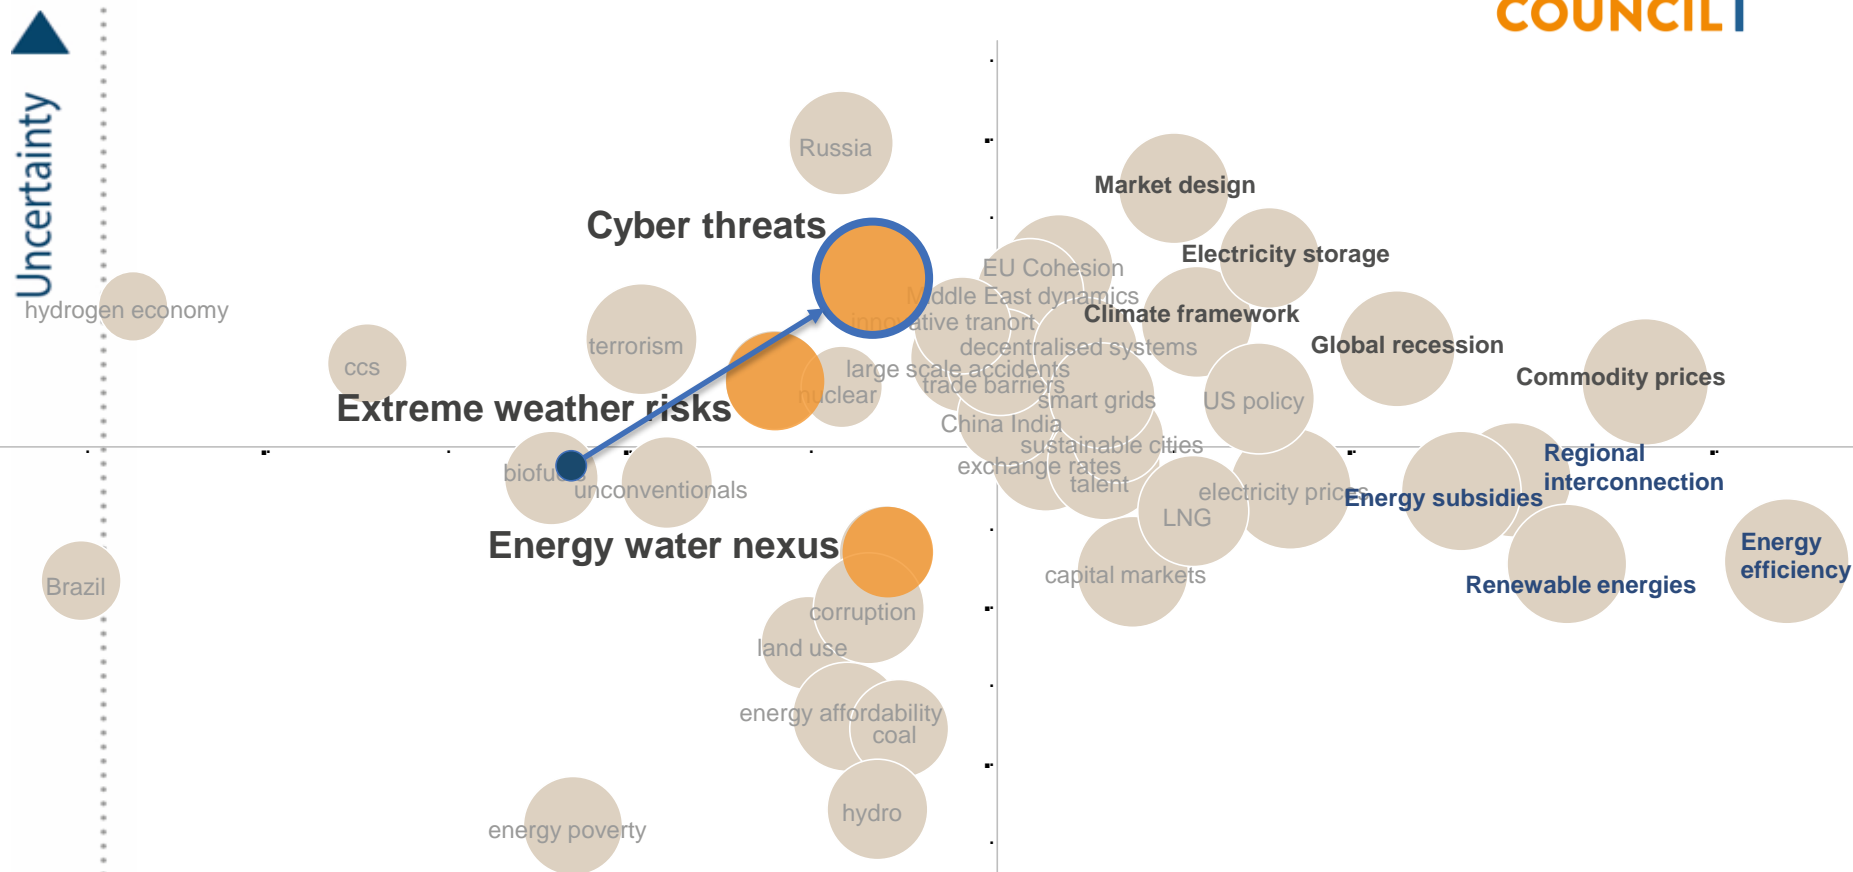 COUNCIL
Uncertainty
Russia
Market design
Cyber threats
Electricity storage
EU Cohesion
Middle East dynamics
hydrogen economy
Climate framework
innovative tranort
terrorism
decentralised systems
Global recession
ccs
large scale accidents
Commodity prices
trade barriers
nuclear
smart grids
US policy
Extreme weather risks
China India
sustainable cities
Regional
interconnection
exchange rates
biofuels
talent
unconventionals
electricity prices
Energy subsidies
LNG
Energy water nexus
Energy
efficiency
capital markets
Brazil
Renewable energies
corruption
land use
energy affordability
coal
hydro
energy poverty